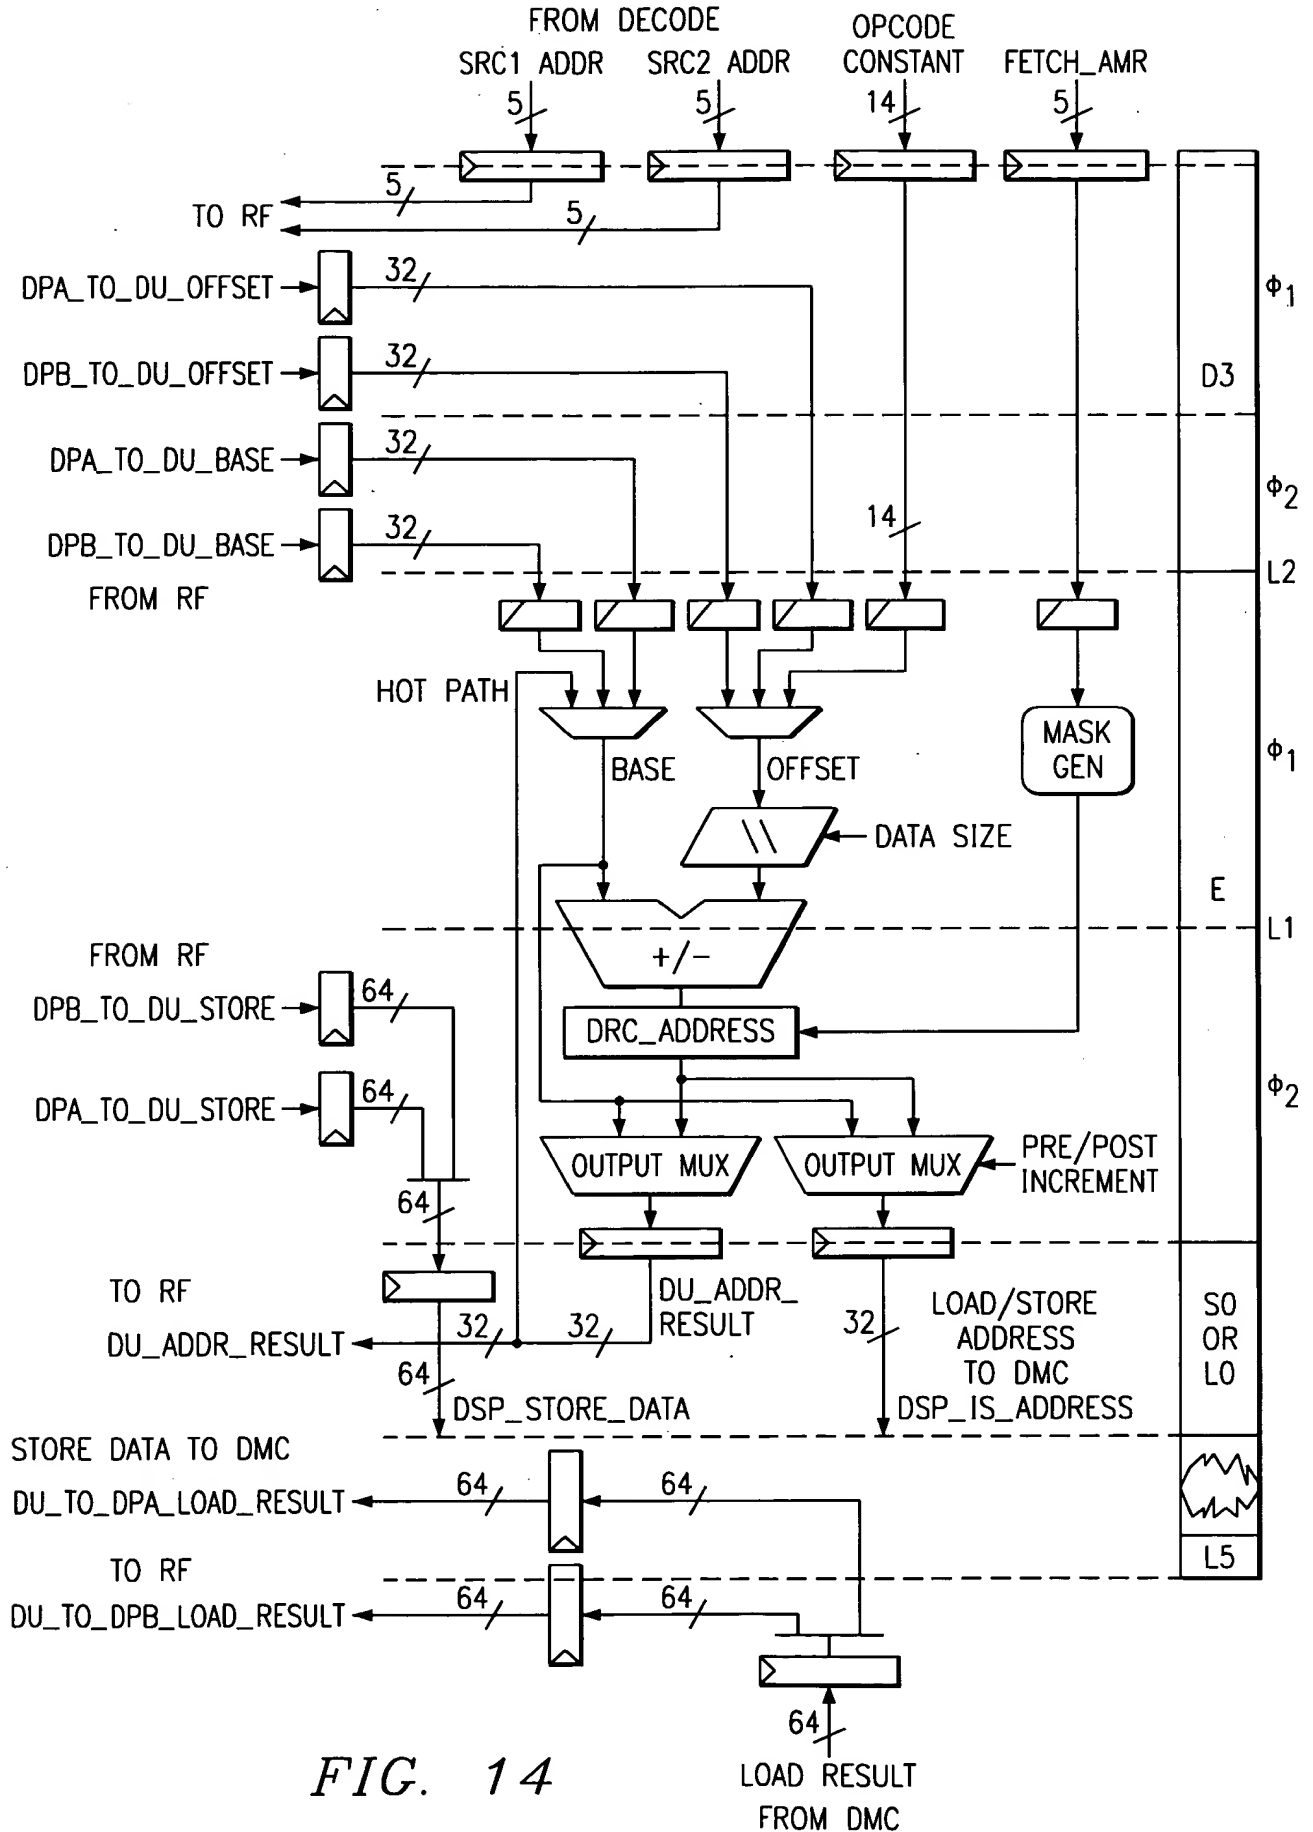 FROM DECODE
SRC1 ADDR
SRC2 ADDR
OPCODE
CONSTANT
FETCH_AMR
5
5
14
5
5
TO RF
5
DPA_TO_DU_OFFSET
32
Φ1
DPB_TO_DU_OFFSET
32
D3
DPA_TO_DU_BASE
32
Φ2
DPB_TO_DU_BASE
32
14
FROM RF
L2
HOT PATH
MASK
GEN
Φ1
BASE
OFFSET
\\
DATA SIZE
E
L1
FROM RF
+/-
DPB_TO_DU_STORE
64
DRC_ADDRESS
DPA_TO_DU_STORE
64
Φ2
OUTPUT MUX
OUTPUT MUX
PRE/POST
INCREMENT
64
TO RF
DU_ADDR_RESULT
32
32
DU_ADDR_
RESULT
32
LOAD/STORE
ADDRESS
TO DMC
DSP_IS_ADDRESS
S0
OR
L0
64
DSP_STORE_DATA
STORE DATA TO DMC
DU_TO_DPA_LOAD_RESULT
64
64
L5
TO RF
DU_TO_DPB_LOAD_RESULT
64
64
64
LOAD RESULT
FROM DMC
FIG. 14